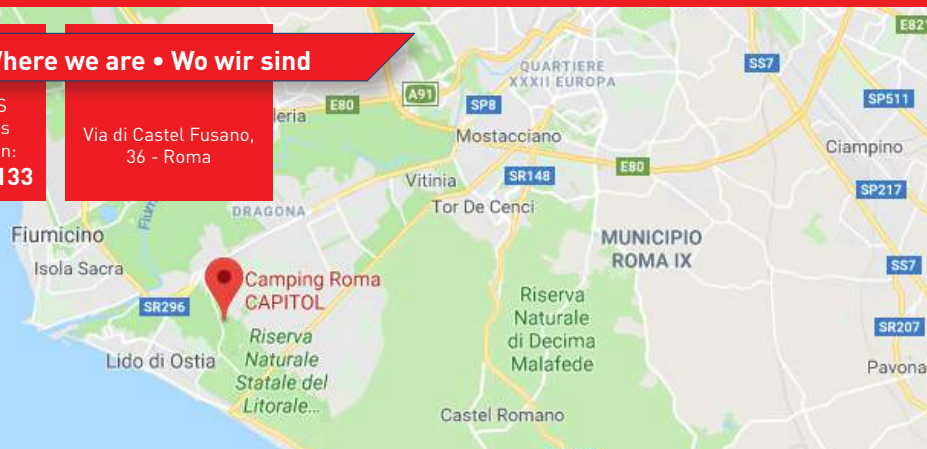 Where we are • Wo wir sind
S
s
n:
133
Via di Castel Fusano,
36 - Roma
E80
A91
SP8
QUARTIERE
XXXII EUROPA
SS7
E821
SP511
Mostacciano
Ciampino
E80
SR148
Vitinia
SP217
Tor De Cenci
DRAGONA
Fiumicino
MUNICIPIO
ROMA IX
Isola Sacra
SS7
Camping Roma
CAPITOL
SR296
Riserva
Naturale
di Decima
Malafede
SR207
Riserva
Naturale
Statale del
Litorale...
Lido di Ostia
Pavona
Castel Romano